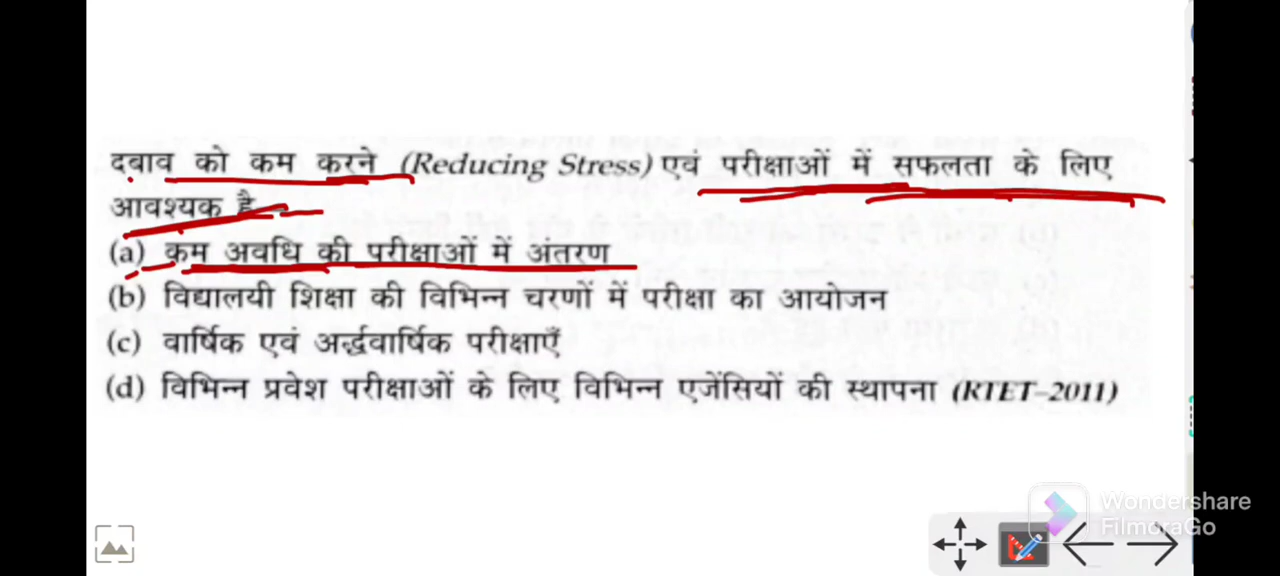 दबाव को कम करने (Reducing Stress) एवं परीक्षाओं में सफलता के लिए
आवश्यक है
(a) कम अवधि की परीक्षाओं में अंतरण
(b) विद्यालयी शिक्षा की विभिन्न चरणों में परीक्षा का आयोजन
(c) वार्षिक एवं अर्द्धवार्षिक परीक्षाएँ
(d) विभिन्न प्रवेश परीक्षाओं के लिए विभिन्न एजेंसियों की स्थापना (RTET–2011)
Wondershare
FilmoraGo